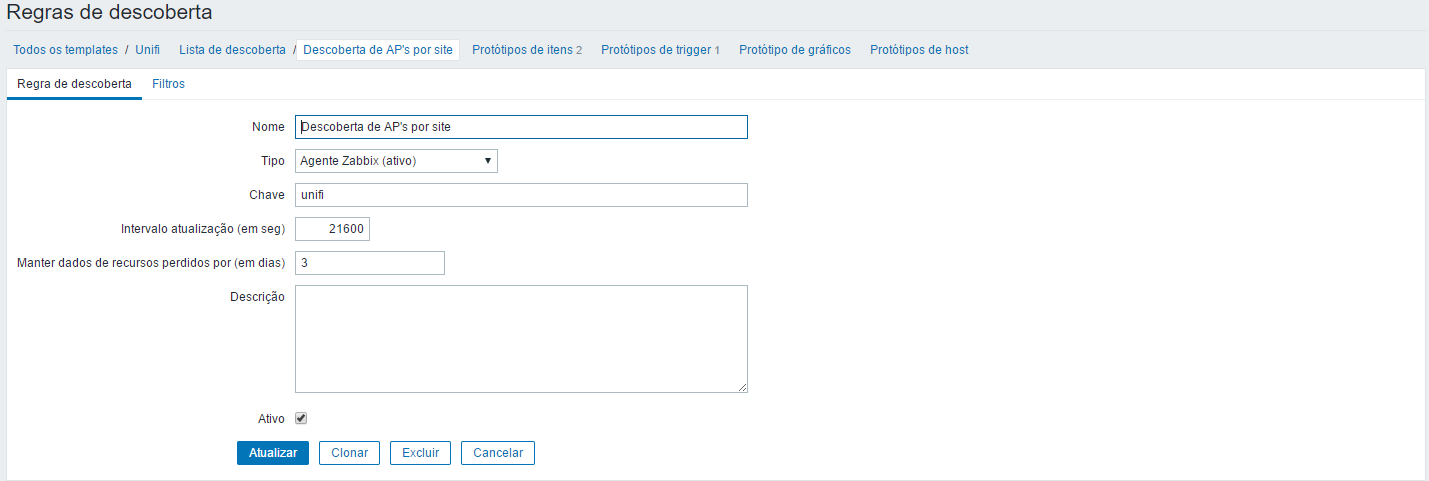 Regras de descoberta
Todos os templates / Unifi Lista de descoberta / Descoberta de AP's por site Protótipos de itens 2 Protótipos de trigger 1 Protótipo de gráficos Protótipos de host
Regra de descoberta Filtros
Nome Descoberta de AP's por site
Tipo Agente Zabbix (ativo)
Chave unifi
Intervalo atualização (em seg) 21600
Manter dados de recursos perdidos por (em dias) 3
Descrição
Ativo
Atualizar Clonar Excluir Cancelar